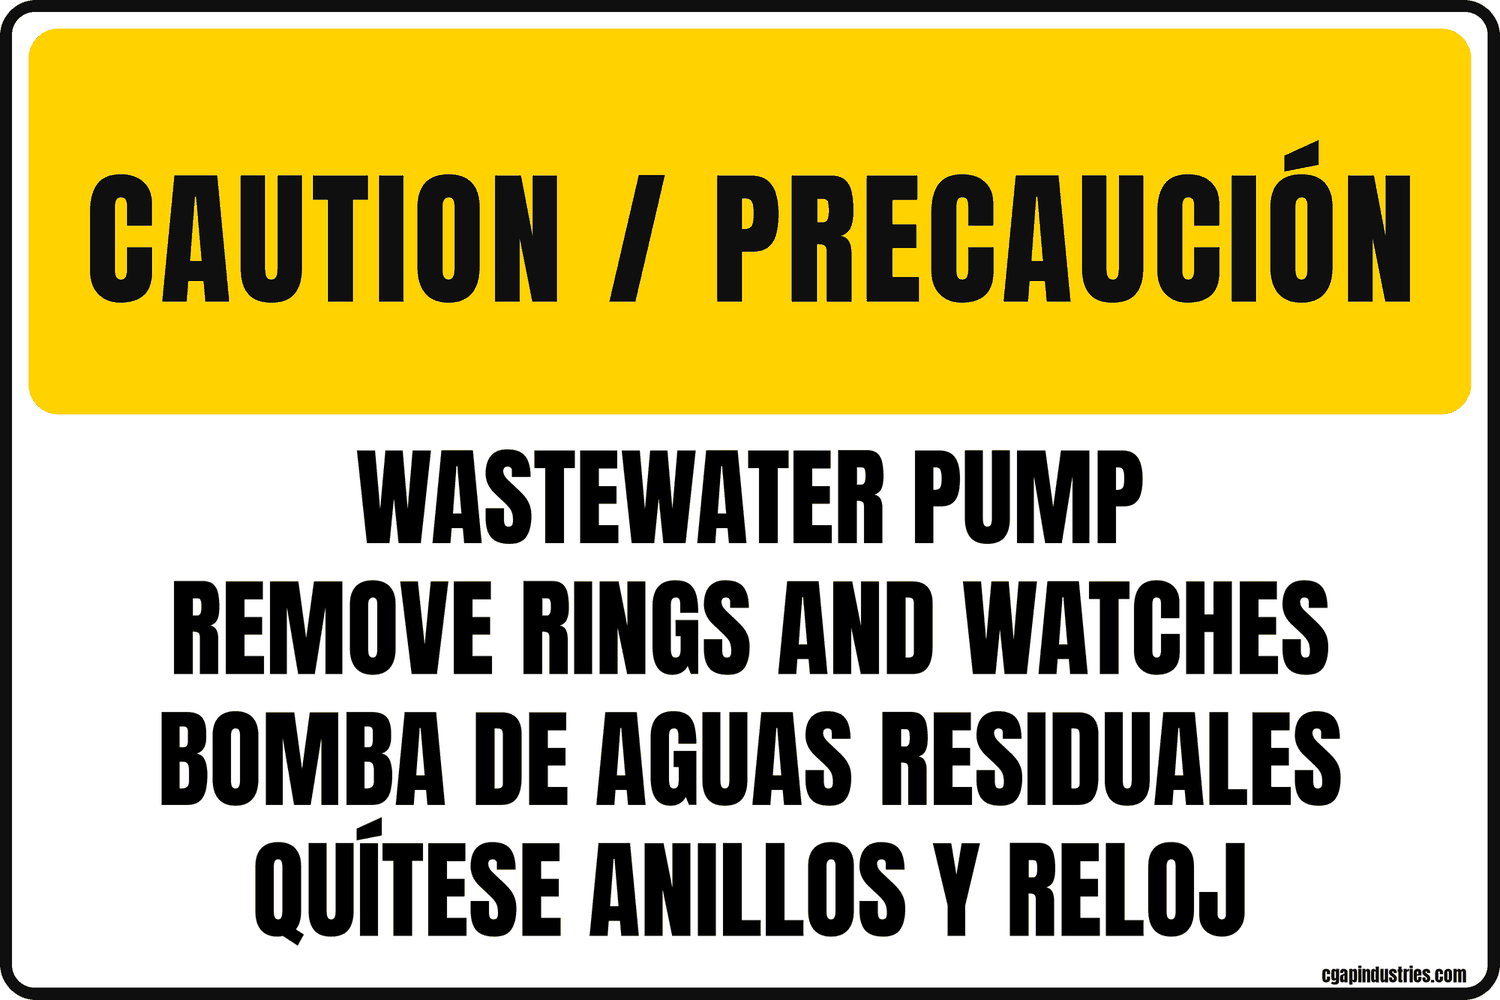 CAUTION / PRECAUCIÓN
WASTEWATER PUMP
REMOVE RINGS AND WATCHES
BOMBA DE AGUAS RESIDUALES
QUÍTESE ANILLOS Y RELOJ
cgapindustries.com